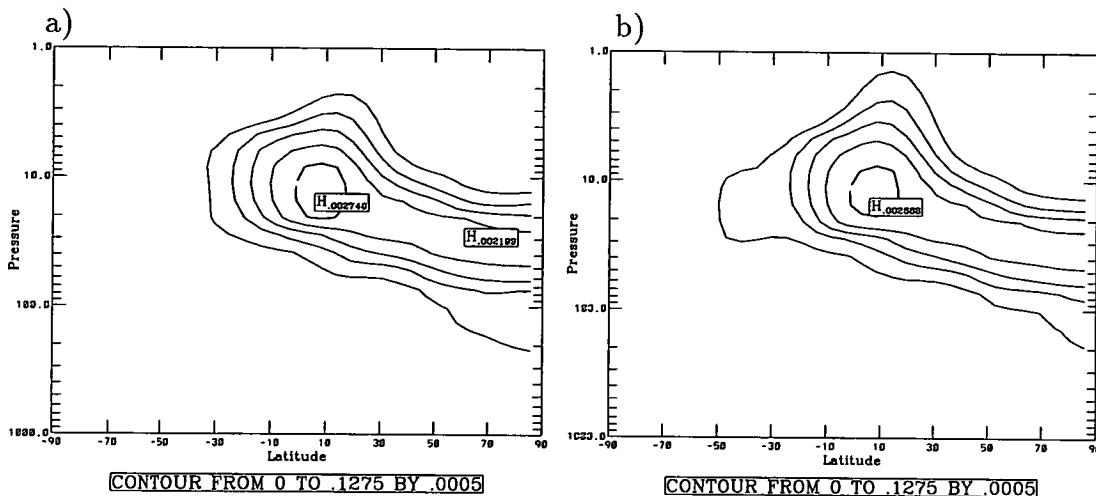 a)
1.0
10.0
100.0
1000.0
Pressure
-90 -70 -50 -30 -10 10 30 50 70 90
Latitude
H.002746
H.002199
CONTOUR FROM 0 TO .1275 BY .0005
b)
1.0
10.0
100.0
1000.0
Pressure
-90 -70 -50 -30 -10 10 30 50 70 90
Latitude
CONTOUR FROM 0 TO .1275 BY .0005